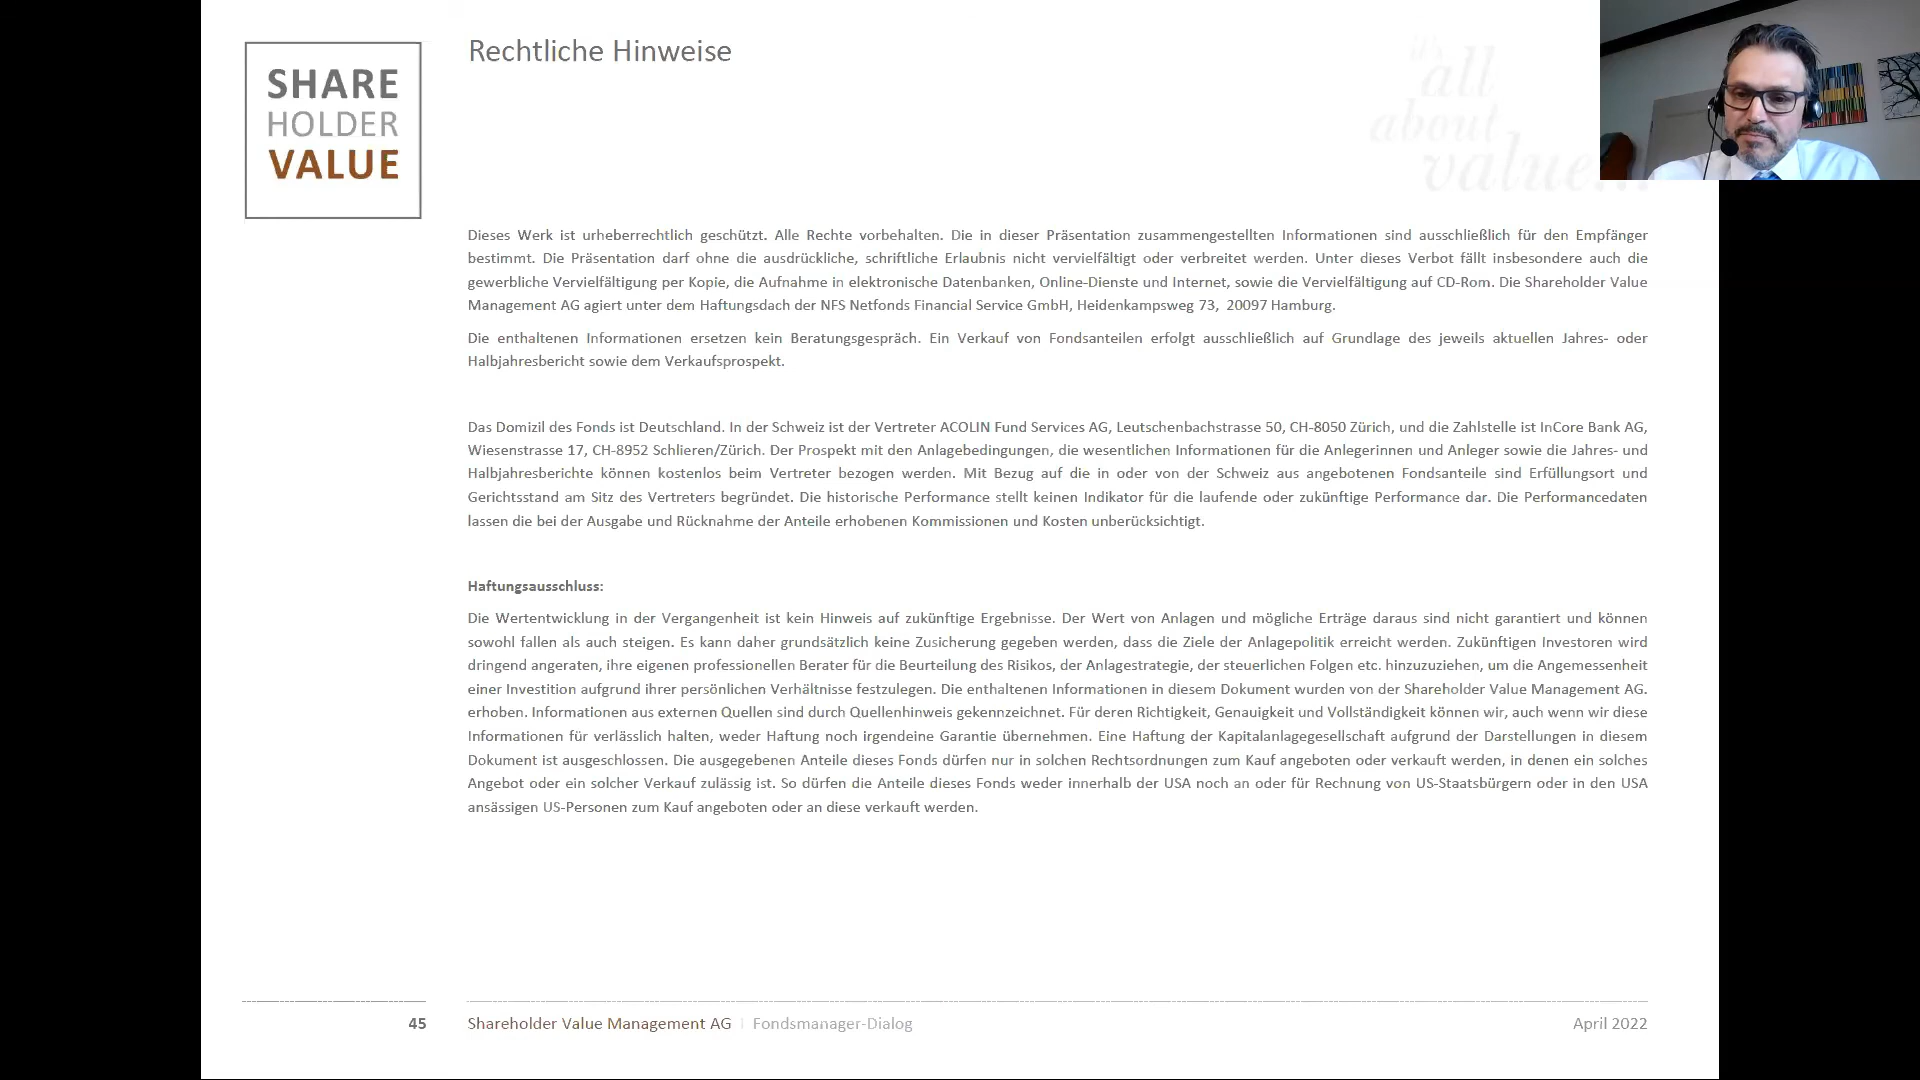 SHARE
HOLDER
VALUE
Rechtliche Hinweise
it's
all
about
value...
Dieses Werk ist urheberrechtlich geschützt. Alle Rechte vorbehalten. Die in dieser Präsentation zusammengestellten Informationen sind ausschließlich für den Empfänger
bestimmt. Die Präsentation darf ohne die ausdrückliche, schriftliche Erlaubnis nicht vervielfältigt oder verbreitet werden. Unter dieses Verbot fällt insbesondere auch die
gewerbliche Vervielfältigung per Kopie, die Aufnahme in elektronische Datenbanken, Online-Dienste und Internet, sowie die Vervielfältigung auf CD-Rom. Die Shareholder Value
Management AG agiert unter dem Haftungsdach der NFS Netfonds Financial Service GmbH, Heidenkampsweg 73, 20097 Hamburg.
Die enthaltenen Informationen ersetzen kein Beratungsgespräch. Ein Verkauf von Fondsanteilen erfolgt ausschließlich auf Grundlage des jeweils aktuellen Jahres- oder
Halbjahresbericht sowie dem Verkaufsprospekt.
Das Domizil des Fonds ist Deutschland. In der Schweiz ist der Vertreter ACOLIN Fund Services AG, Leutschenbachstrasse 50, CH-8050 Zürich, und die Zahlstelle ist InCore Bank AG,
Wiesenstrasse 17, CH-8952 Schlieren/Zürich. Der Prospekt mit den Anlagebedingungen, die wesentlichen Informationen für die Anlegerinnen und Anleger sowie die Jahres- und
Halbjahresberichte können kostenlos beim Vertreter bezogen werden. Mit Bezug auf die in oder von der Schweiz aus angebotenen Fondsanteile sind Erfüllungsort und
Gerichtsstand am Sitz des Vertreters begründet. Die historische Performance stellt keinen Indikator für die laufende oder zukünftige Performance dar. Die Performancedaten
lassen die bei der Ausgabe und Rücknahme der Anteile erhobenen Kommissionen und Kosten unberücksichtigt.
Haftungsausschluss:
Die Wertentwicklung in der Vergangenheit ist kein Hinweis auf zukünftige Ergebnisse. Der Wert von Anlagen und mögliche Erträge daraus sind nicht garantiert und können
sowohl fallen als auch steigen. Es kann daher grundsätzlich keine Zusicherung gegeben werden, dass die Ziele der Anlagepolitik erreicht werden. Zukünftigen Investoren wird
dringend angeraten, ihre eigenen professionellen Berater für die Beurteilung des Risikos, der Anlagestrategie, der steuerlichen Folgen etc. hinzuzuziehen, um die Angemessenheit
einer Investition aufgrund ihrer persönlichen Verhältnisse festzulegen. Die enthaltenen Informationen in diesem Dokument wurden von der Shareholder Value Management AG.
erhoben. Informationen aus externen Quellen sind durch Quellenhinweis gekennzeichnet. Für deren Richtigkeit, Genauigkeit und Vollständigkeit können wir, auch wenn wir diese
Informationen für verlässlich halten, weder Haftung noch irgendeine Garantie übernehmen. Eine Haftung der Kapitalanlagegesellschaft aufgrund der Darstellungen in diesem
Dokument ist ausgeschlossen. Die ausgegebenen Anteile dieses Fonds dürfen nur in solchen Rechtsordnungen zum Kauf angeboten oder verkauft werden, in denen ein solches
Angebot oder ein solcher Verkauf zulässig ist. So dürfen die Anteile dieses Fonds weder innerhalb der USA noch an oder für Rechnung von US-Staatsbürgern oder in den USA
ansässigen US-Personen zum Kauf angeboten oder an diese verkauft werden.
45 Shareholder Value Management AG | Fondsmanager-Dialog April 2022